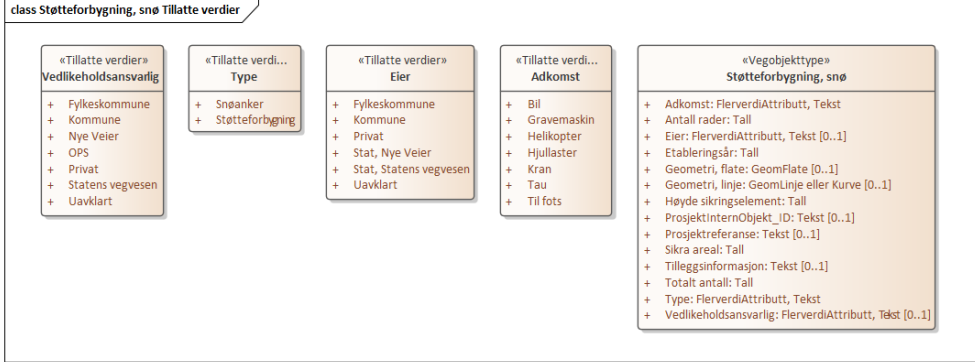 class Støtteforbygning, snø Tillatte verdier
«Tillatte verdier»
Vedlikeholdsansvarlig
+ Fylkeskommune
+ Kommune
+ Nye Veier
+ OPS
+ Privat
+ Statens vegvesen
+ Uavklart
«Tillatte verdi...
Type
+ Snøanker
+ Støtteforbygning
«Tillatte verdier»
Eier
+ Fylkeskommune
+ Kommune
+ Privat
+ Stat, Nye Veier
+ Stat, Statens vegvesen
+ Uavklart
«Tillatte verdi...
Adkomst
+ Bil
+ Gravemaskin
+ Helikopter
+ Hjullaster
+ Kran
+ Tau
+ Til fots
«Vegobjekttype»
Støtteforbygning, snø
+ Adkomst: FlerverdiAttributt, Tekst
+ Antall rader: Tall
+ Eier: FlerverdiAttributt, Tekst [0..1]
+ Etableringsår: Tall
+ Geometri, flate: GeomFlate [0..1]
+ Geometri, linje: GeomLinje eller Kurve [0..1]
+ Høyde sikringselement: Tall
+ ProsjektInternObjekt_ID: Tekst [0..1]
+ Prosjektreferanse: Tekst [0..1]
+ Sikra areal: Tall
+ Tilleggsinformasjon: Tekst [0..1]
+ Totalt antall: Tall
+ Type: FlerverdiAttributt, Tekst
+ Vedlikeholdsansvarlig: FlerverdiAttributt, Tekst [0..1]